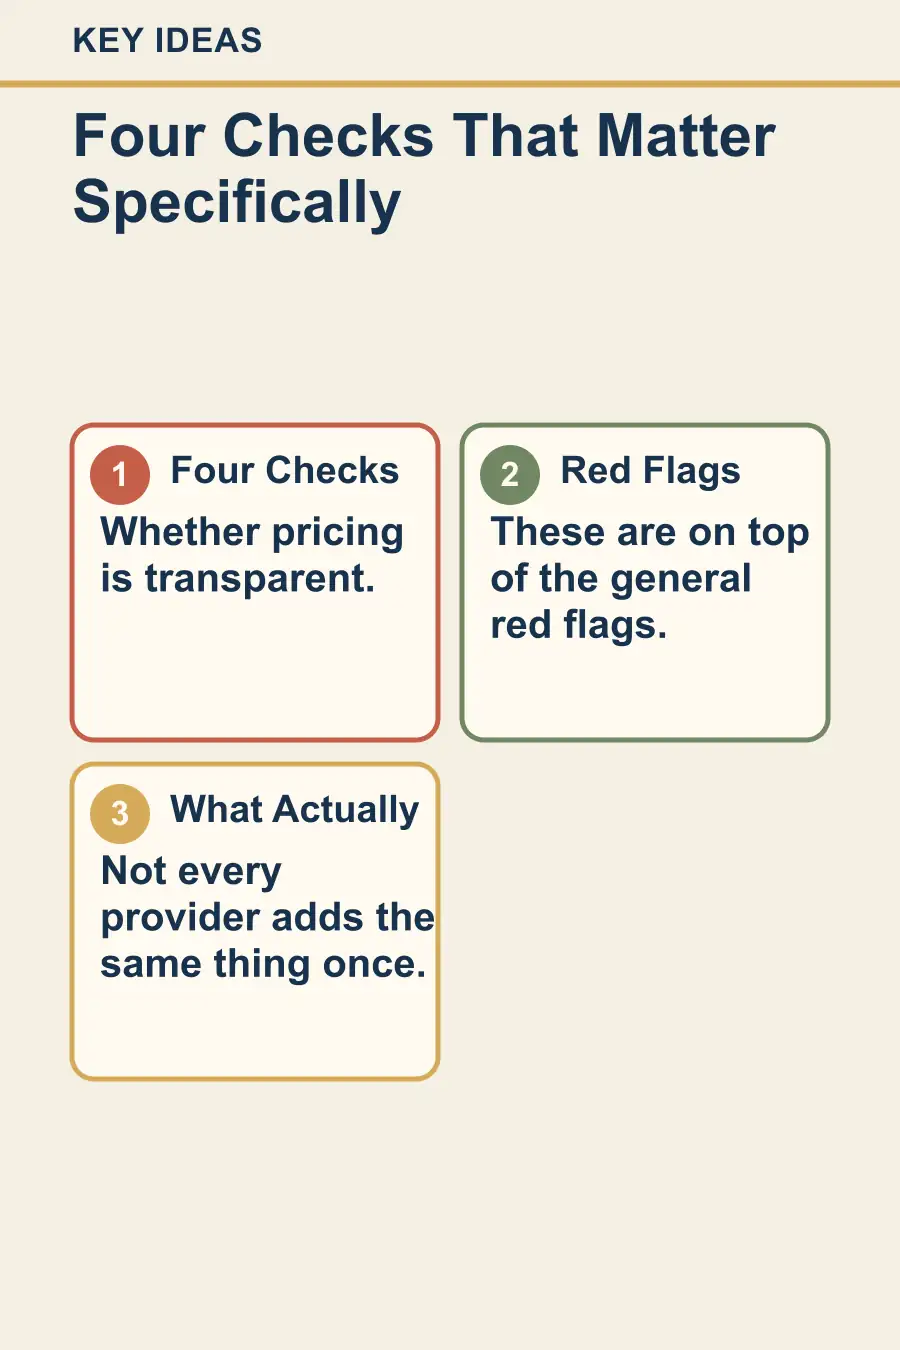 KEY IDEAS
Four Checks That Matter
Specifically
1 Four Checks
Whether pricing
is transparent.
2 Red Flags
These are on top
of the general
red flags.
3 What Actually
Not every
provider adds the
same thing once.